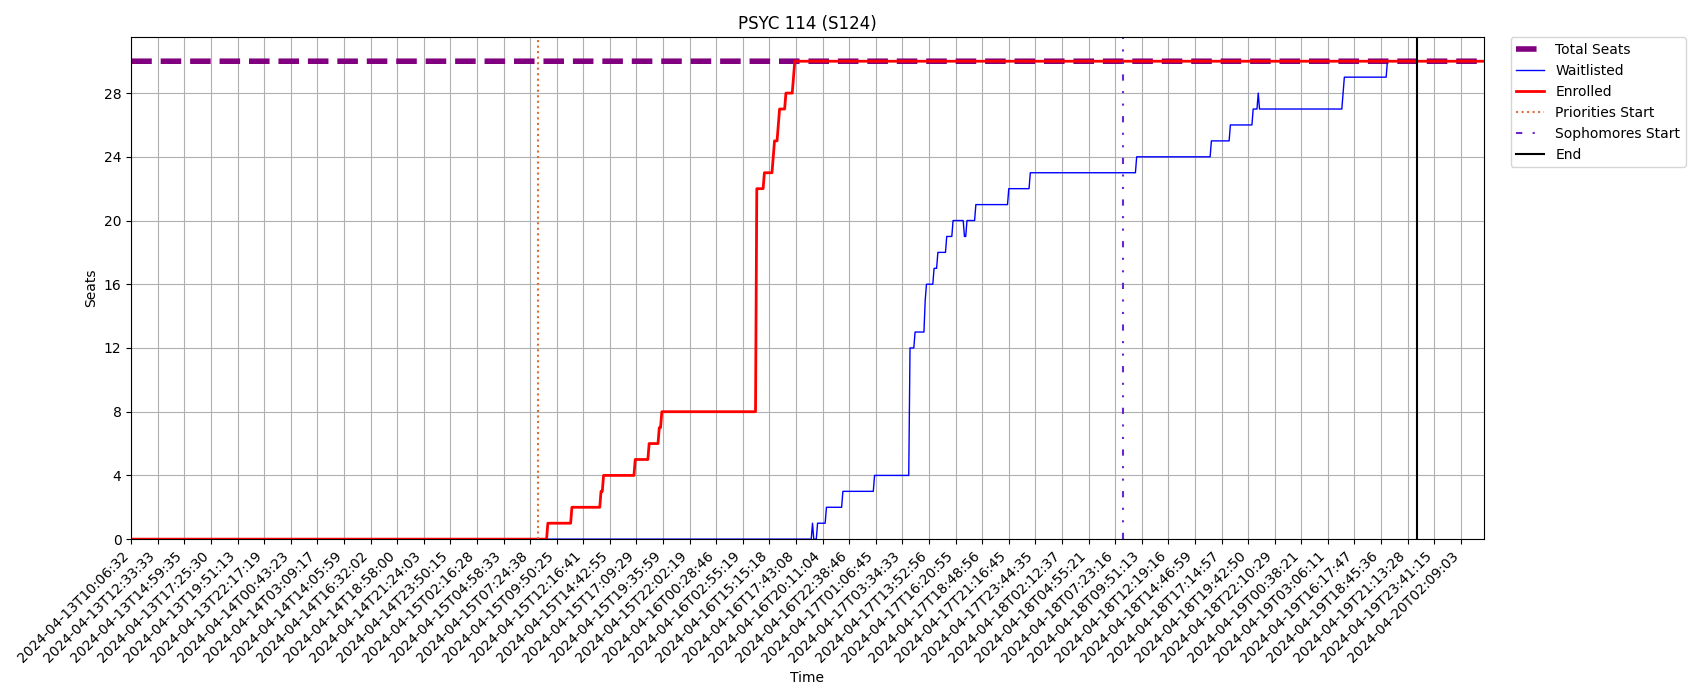 PSYC 114 (S124)
Total Seats
Waitlisted
Enrolled
Priorities Start
Sophomores Start
End
Seats
28
24
20
16
12
8
4
0
2024-04-13T10:06:32
2024-04-13T12:33:33
2024-04-13T14:59:35
2024-04-13T17:25:30
2024-04-13T19:51:13
2024-04-13T22:17:19
2024-04-14T00:43:23
2024-04-14T03:09:17
2024-04-14T14:05:59
2024-04-14T16:32:02
2024-04-14T18:58:00
2024-04-14T21:24:03
2024-04-14T23:50:15
2024-04-15T02:16:28
2024-04-15T04:58:33
2024-04-15T07:24:38
2024-04-15T09:50:25
2024-04-15T12:16:41
2024-04-15T14:42:55
2024-04-15T17:09:29
2024-04-15T19:35:59
2024-04-15T22:02:19
2024-04-16T00:28:46
2024-04-16T02:55:19
2024-04-16T15:15:18
2024-04-16T17:43:08
2024-04-16T20:11:04
2024-04-16T22:38:46
2024-04-17T01:06:45
2024-04-17T03:34:33
2024-04-17T13:52:56
2024-04-17T16:20:55
2024-04-17T18:48:56
2024-04-17T21:16:45
2024-04-17T23:44:35
2024-04-18T02:12:37
2024-04-18T04:55:21
2024-04-18T07:23:16
2024-04-18T09:51:13
2024-04-18T12:19:16
2024-04-18T14:46:59
2024-04-18T17:14:57
2024-04-18T19:42:50
2024-04-18T22:10:29
2024-04-19T00:38:21
2024-04-19T03:06:11
2024-04-19T16:17:47
2024-04-19T18:45:36
2024-04-19T21:13:28
2024-04-19T23:41:15
2024-04-20T02:09:03
Time